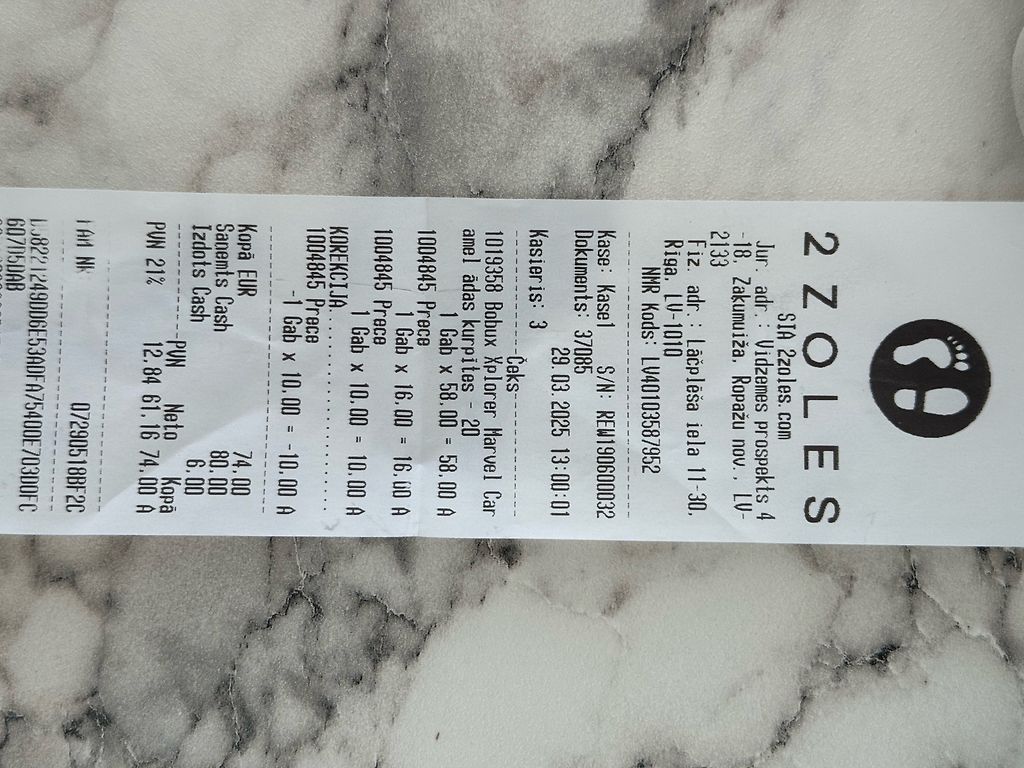 2 ZOLES
SIA 2zoles.com
Jur. adr.: Vidzemes prospekts 4
-18, Zaķumuiža, Ropažu nov., LV-
2133
Fiz. adr.: Lāčplēša iela 11-30,
Rīga, LV-1010
NMR Kods: LV40103587952
Kase: Kase1 S/N: REW190600032
Dokuments: 37085
29.03.2025 13:00:01
Kasieris: 3
Čeks
1019358 Bobux Xplorer Marvel Car
amel ādas kurpītes - 20
1 Gab x 58.00 = 58.00 A
1004845 Prece
1 Gab x 16.00 = 16.00 A
1004845 Prece
1 Gab x 10.00 = 10.00 A
KOREKCIJA
1004845 Prece
-1 Gab x 10.00 = -10.00 A
Kopā EUR 74.00
Saņemts Cash 80.00
Izdots Cash 6.00
PVN Neto Kopā
PVN 21% 12.84 61.16 74.00 A
07290518BF2C